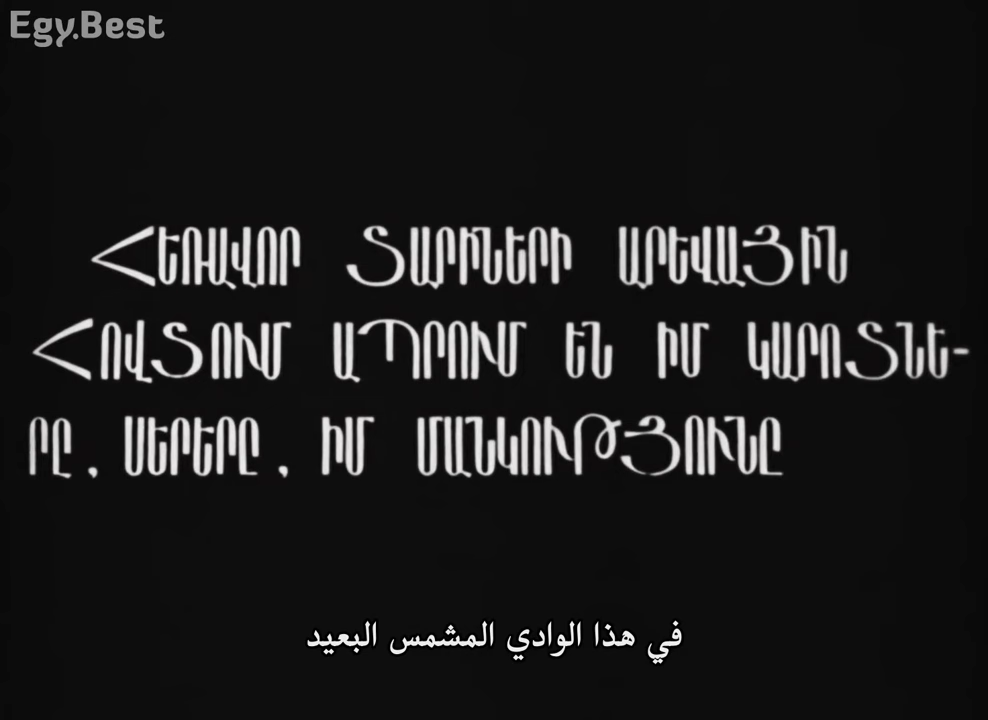 Egy.Best
ՀԵՌԱՎՈՐ ՏԱՐԻՆԵՐԻ ԱՐԵՎԱՅԻՆ
ՀՈՎՏՈՒՄ ԱՊՐՈՒՄ ԵՆ ԻՄ ԿԱՐՈՏՆԵ-
ՐԸ, ՍԵՐԵՐԸ, ԻՄ ՄԱՆԿՈՒԹՅՈՒՆԸ
في هذا الوادي المشمس البعيد